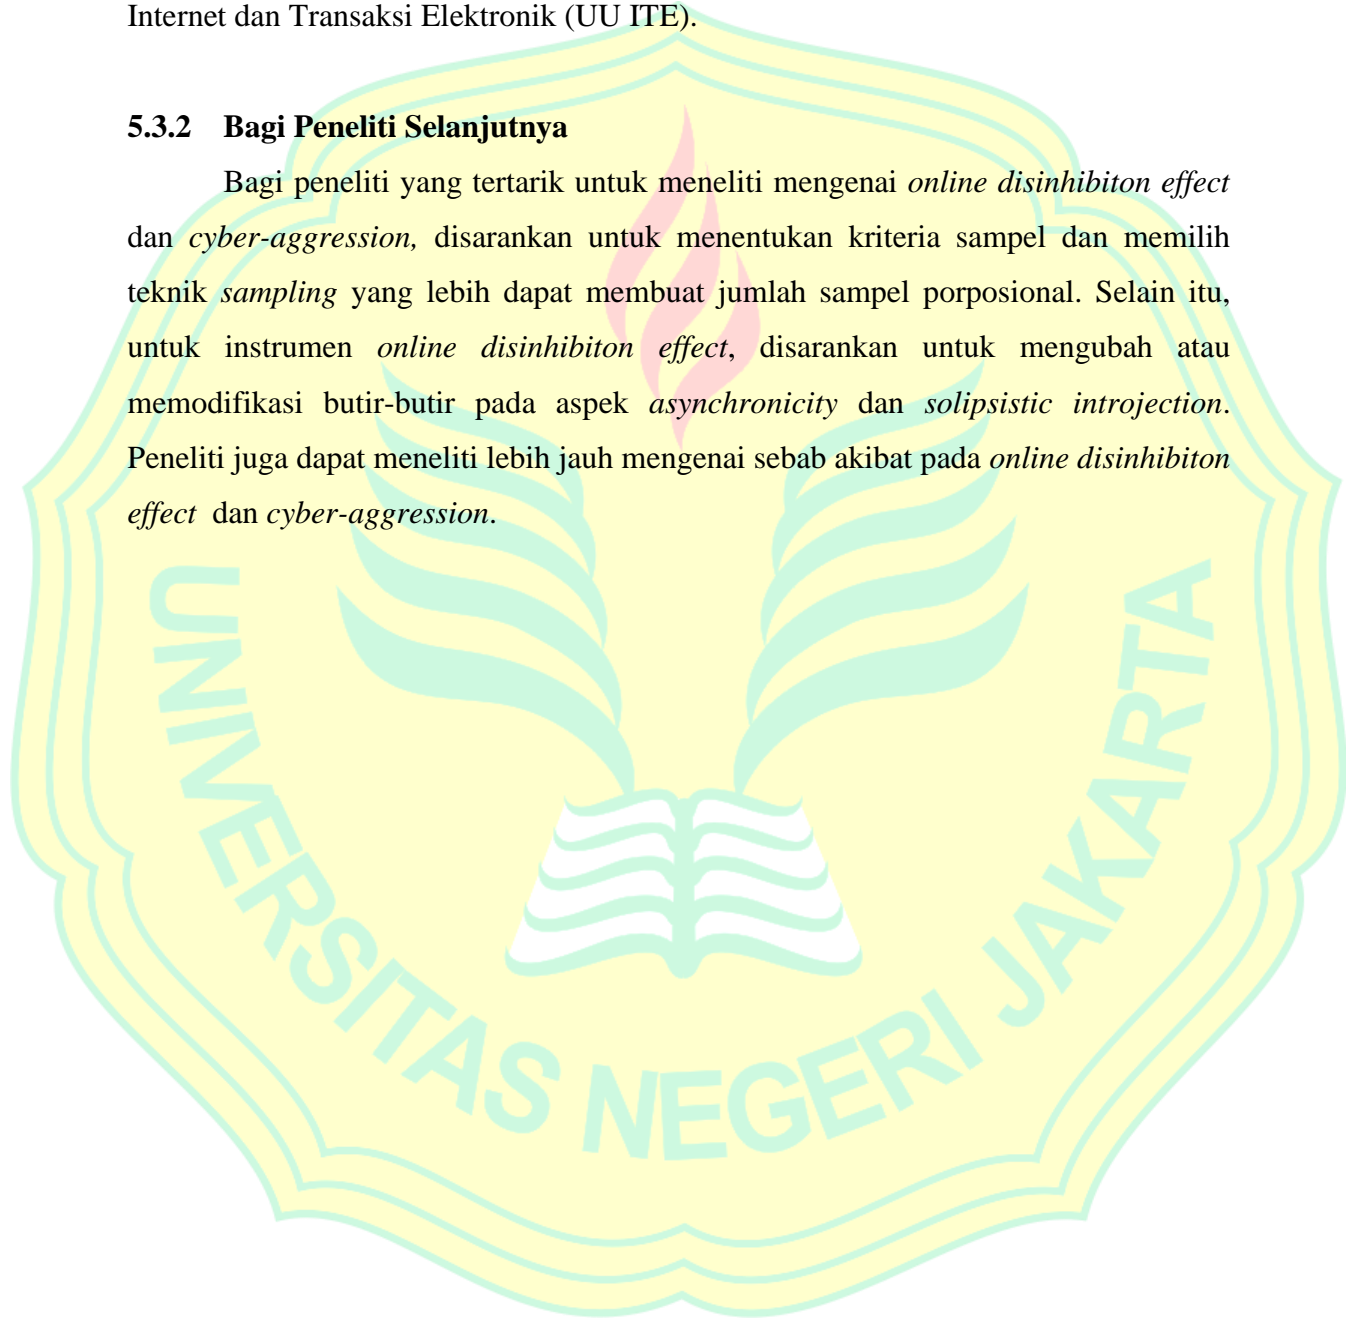 Internet dan Transaksi Elektronik (UU ITE).
5.3.2 Bagi Peneliti Selanjutnya
Bagi peneliti yang tertarik untuk meneliti mengenai online disinhibiton effect
dan cyber-aggression, disarankan untuk menentukan kriteria sampel dan memilih
teknik sampling yang lebih dapat membuat jumlah sampel porposional. Selain itu,
untuk instrumen online disinhibiton effect, disarankan untuk mengubah atau
memodifikasi butir-butir pada aspek asynchronicity dan solipsistic introjection.
Peneliti juga dapat meneliti lebih jauh mengenai sebab akibat pada online disinhibiton
effect dan cyber-aggression.
UNIVERSITAS NEGERI JAKARTA